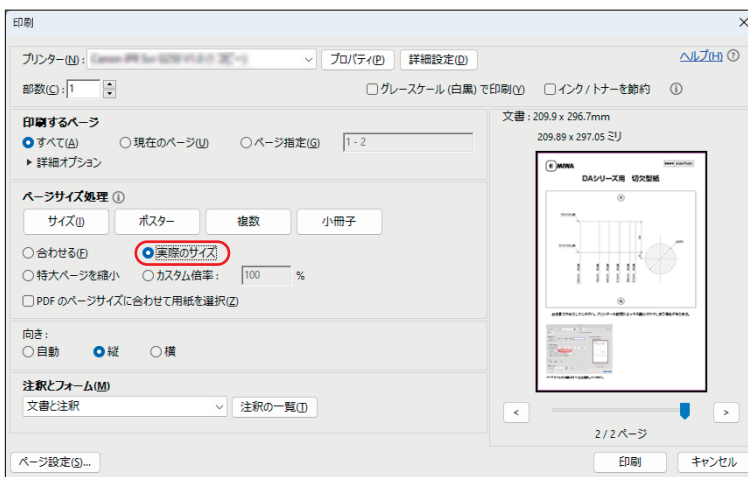 印刷
プリンター(N): プロパティ(P) 詳細設定(D) ヘルプ(H)
部数(C): 1 グレースケール (白黒) で印刷(Y) インク / トナーを節約
印刷するページ
すべて(A) 現在のページ(U) ページ指定(G) 1 - 2
詳細オプション
ページサイズ処理
サイズ(I) ポスター 複数 小冊子
合わせる(F) 実際のサイズ
特大ページを縮小 カスタム倍率: 100 %
PDF のページサイズに合わせて用紙を選択(Z)
向き:
自動 縦 横
注釈とフォーム(M)
文書と注釈 注釈の一覧(T)
ページ設定(S)...
文書: 209.9 x 296.7mm
209.89 x 297.05 ミリ
MIWA
DAシリーズ用 切欠型紙
< >
2 / 2 ページ
印刷 キャンセル